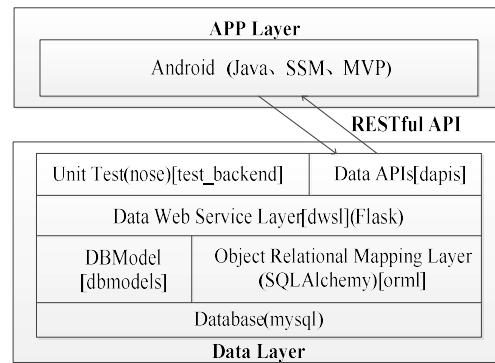 APP Layer
Android (Java、SSM、MVP)
RESTful API
Unit Test(nose)[test_backend]
Data APIs[dapis]
Data Web Service Layer[dwsl](Flask)
DBModel
[dbmodels]
Object Relational Mapping Layer
(SQLAlchemy)[orml]
Database(mysql)
Data Layer